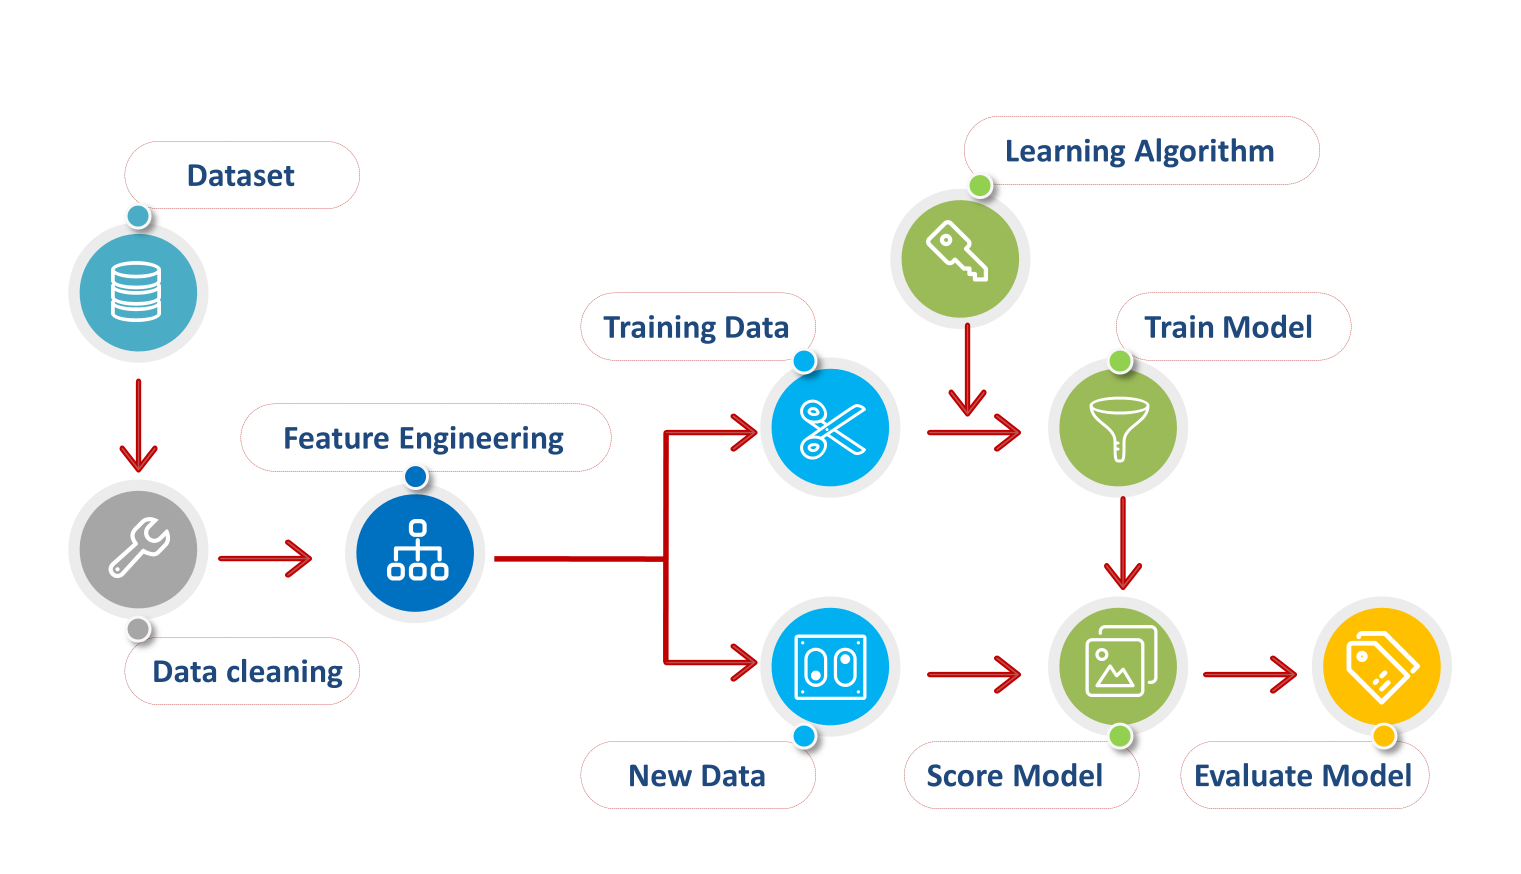 Dataset
Learning Algorithm
Training Data
Train Model
Feature Engineering
Data cleaning
New Data
Score Model
Evaluate Model